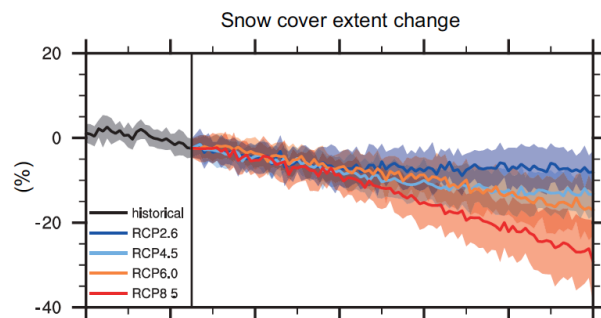 Snow cover extent change
20
0
-20
-40
(%)
historical
RCP2.6
RCP4.5
RCP6.0
RCP8 5